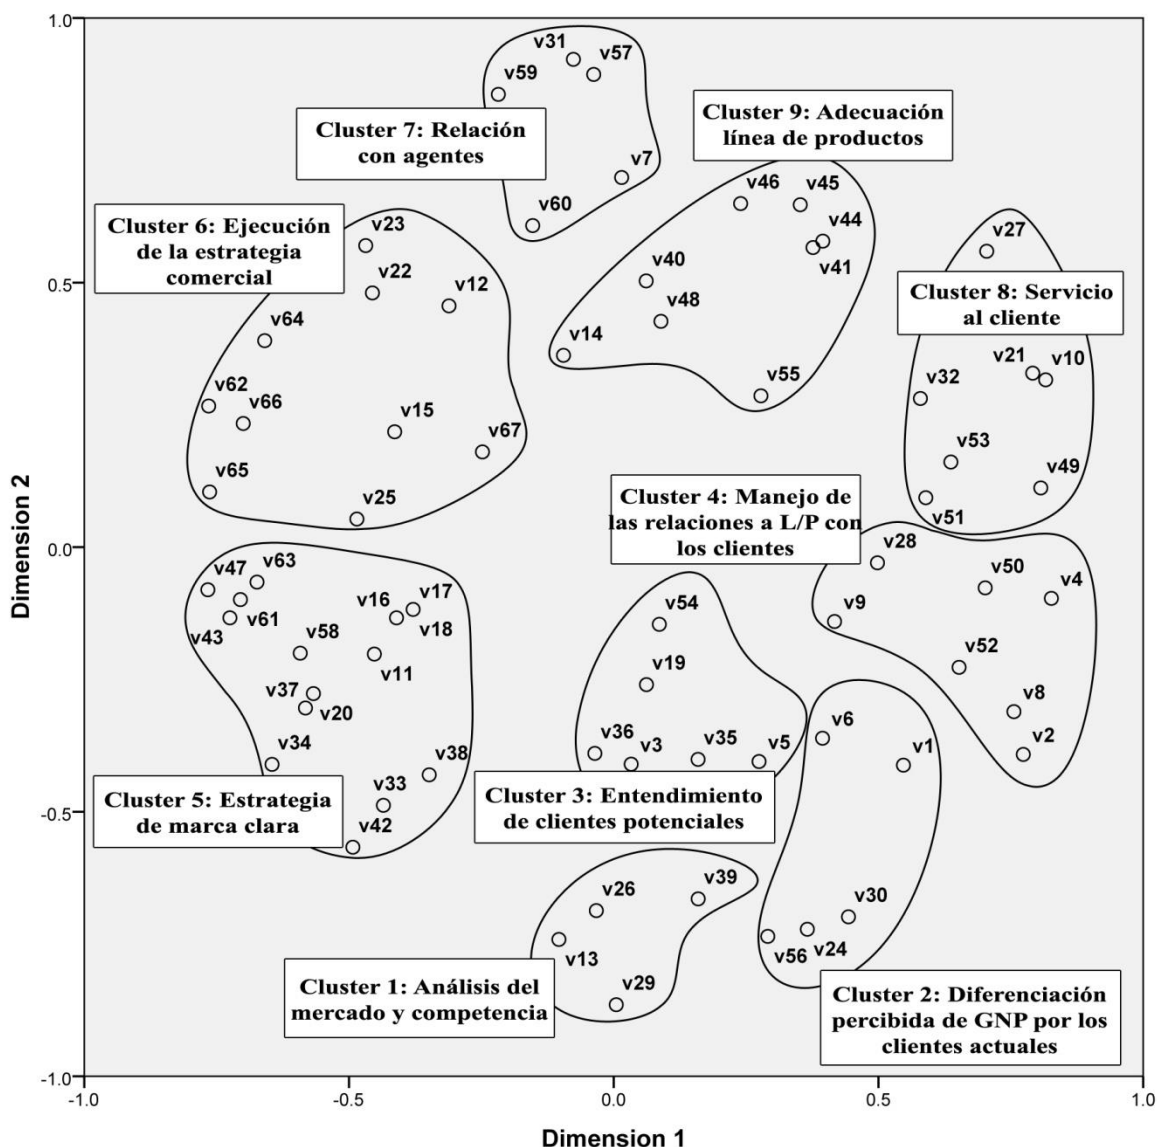 1.0
v31
v57
v59
Cluster 7: Relación
con agentes
v7
v60
Cluster 9: Adecuación
línea de productos
v46
v45
v44
v41
v40
v48
v14
v55
Cluster 6: Ejecución
de la estrategia
comercial
v23
v22
v12
v64
v62
v66
v15
v67
v65
v25
v27
Cluster 8: Servicio
al cliente
v21
v10
v32
v53
v49
v51
0.5
Dimension 2
0.0
Cluster 4: Manejo de
las relaciones a L/P con
los clientes
v28
v50
v4
v9
v52
v8
v2
v47
v63
v43
v61
v16
v17
v18
v58
v11
v37
v20
v34
v38
v33
v42
Cluster 5: Estrategia
de marca clara
v54
v19
v36
v3
v35
v5
Cluster 3: Entendimiento
de clientes potenciales
v6
v1
v30
v24
v56
Cluster 2: Diferenciación
percibida de GNP por los
clientes actuales
-0.5
v39
v26
v13
v29
Cluster 1: Análisis del
mercado y competencia
-1.0
-1.0
-0.5
0.0
0.5
1.0
Dimension 1